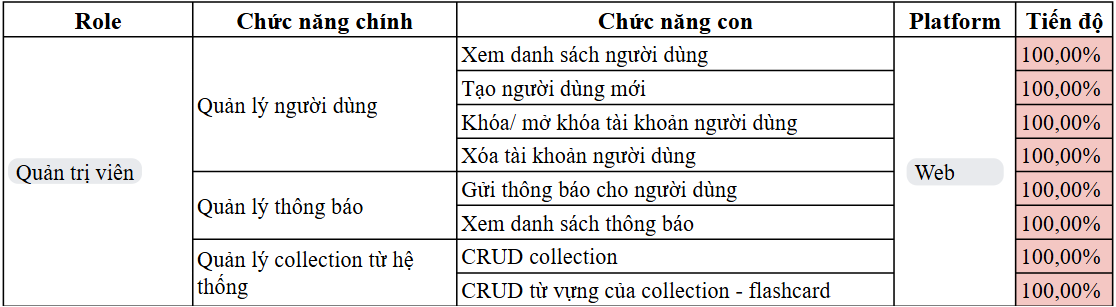 Role Chức năng chính Chức năng con Platform Tiến độ
Quản trị viên Quản lý người dùng Xem danh sách người dùng Web 100,00%
Tạo người dùng mới 100,00%
Khóa/ mở khóa tài khoản người dùng 100,00%
Xóa tài khoản người dùng 100,00%
Quản lý thông báo Gửi thông báo cho người dùng 100,00%
Xem danh sách thông báo 100,00%
Quản lý collection từ hệ thống CRUD collection 100,00%
CRUD từ vựng của collection - flashcard 100,00%